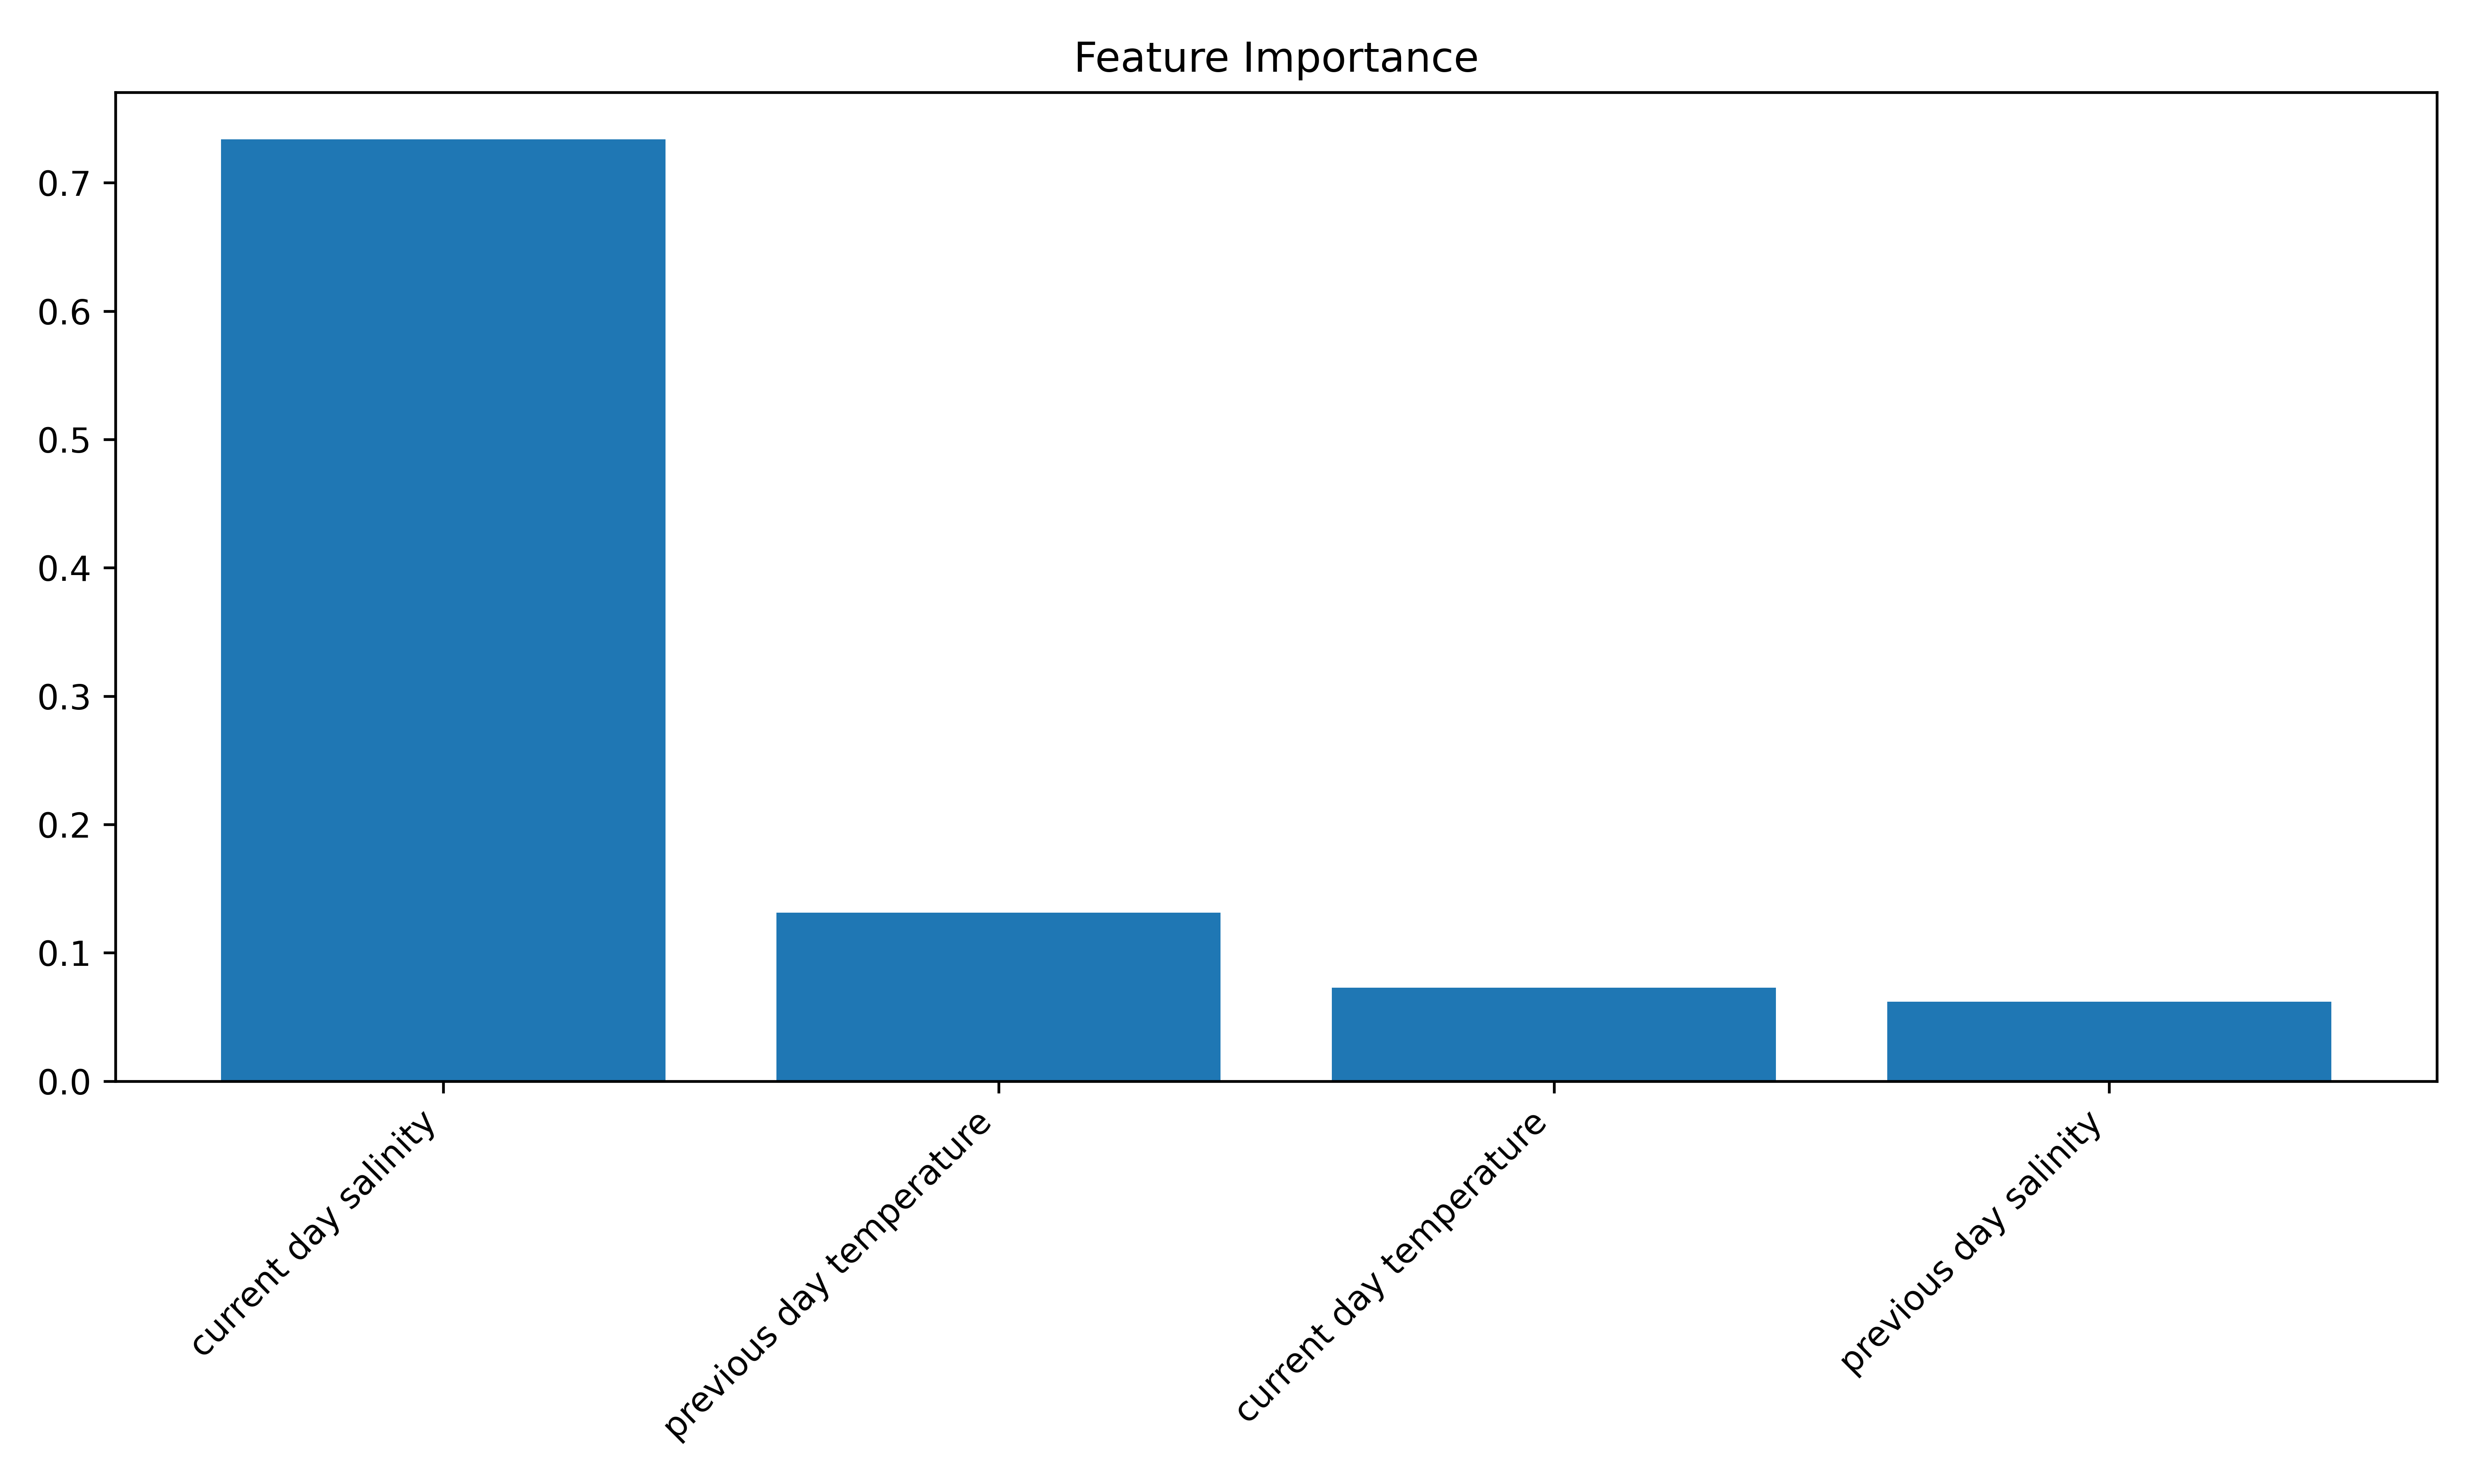 Feature Importance
0.7
0.6
0.5
0.4
0.3
0.2
0.1
0.0
current day salinity
previous day temperature
current day temperature
previous day salinity